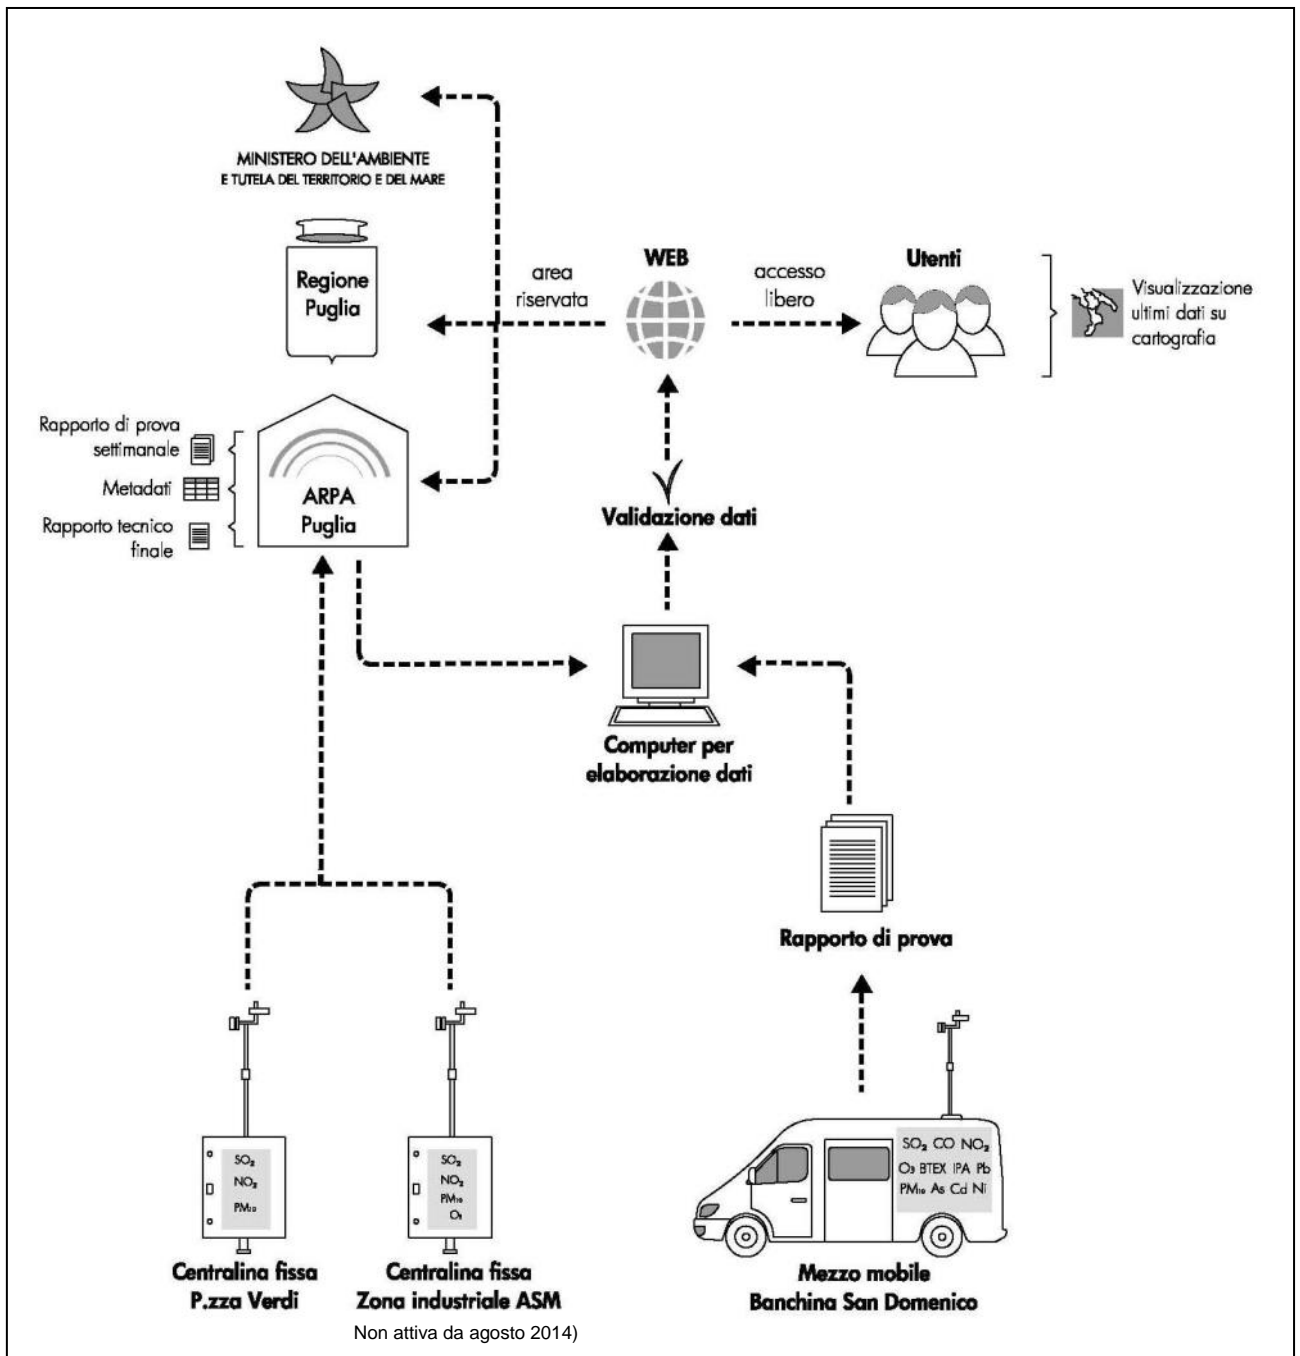 MINISTERO DELL'AMBIENTE
E TUTELA DEL TERRITORIO E DEL MARE
Regione
Puglia
area
riservata
WEB
accesso
libero
Utenti
Visualizzazione
ultimi dati su
cartografia
Rapporto di prova
settimanale
Metadati
Rapporto tecnico
finale
ARPA
Puglia
Validazione dati
Computer per
elaborazione dati
Rapporto di prova
SO₂
NO₂
PM₁₀
Centralina fissa
P.zza Verdi
SO₂
NO₂
PM₁₀
O₃
Centralina fissa
Zona industriale ASM
Non attiva da agosto 2014)
SO₂ CO NO₂
O₃ BTEX IPA Pb
PM₁₀ As Cd Ni
Mezzo mobile
Banchina San Domenico